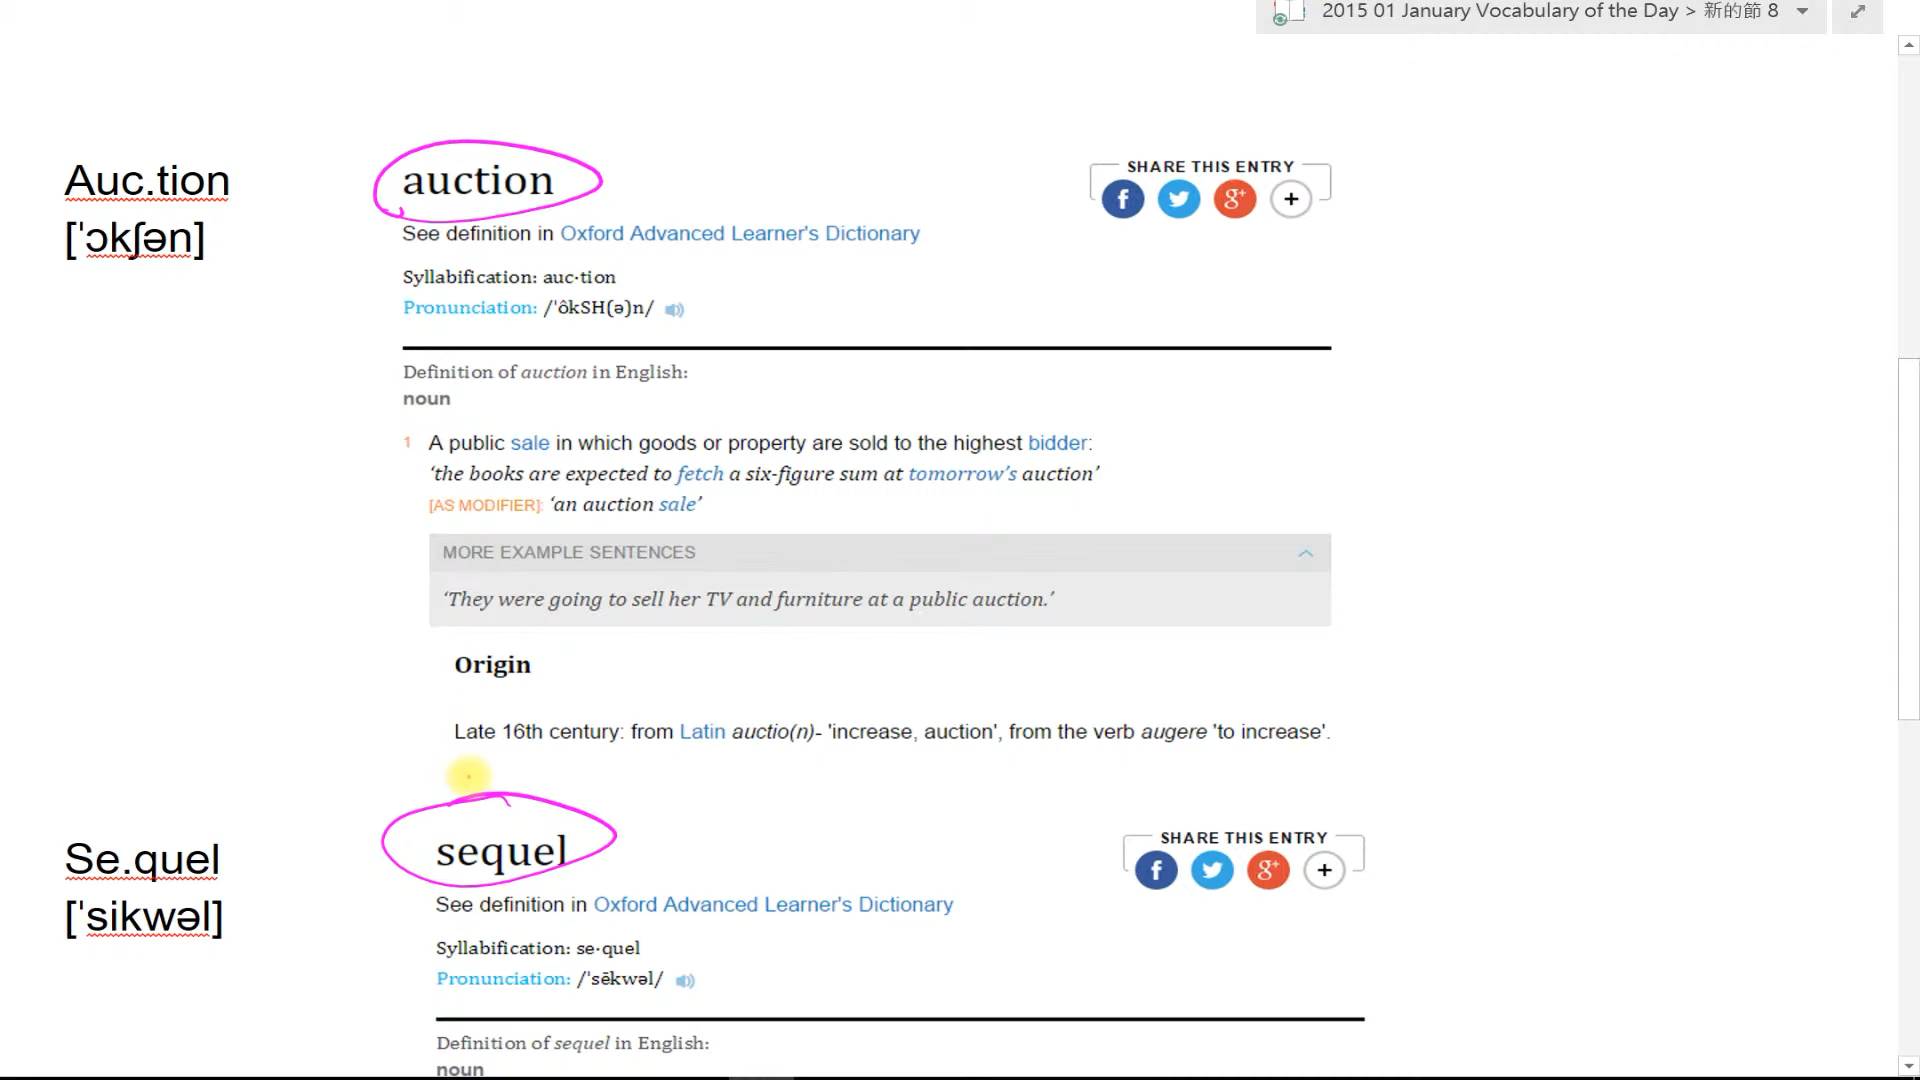 2015 01 January Vocabulary of the Day > 新的節 8
Auc.tion
[ˈɔkʃən]
auction
SHARE THIS ENTRY
See definition in Oxford Advanced Learner's Dictionary
Syllabification: auc·tion
Pronunciation: /ˈôkSH(ə)n/
Definition of auction in English:
noun
1 A public sale in which goods or property are sold to the highest bidder:
‘the books are expected to fetch a six-figure sum at tomorrow’s auction’
[AS MODIFIER]: ‘an auction sale’
MORE EXAMPLE SENTENCES
‘They were going to sell her TV and furniture at a public auction.’
Origin
Late 16th century: from Latin auctio(n)- 'increase, auction', from the verb augere 'to increase'.
Se.quel
[ˈsikwəl]
sequel
SHARE THIS ENTRY
See definition in Oxford Advanced Learner's Dictionary
Syllabification: se·quel
Pronunciation: /ˈsēkwəl/
Definition of sequel in English:
noun